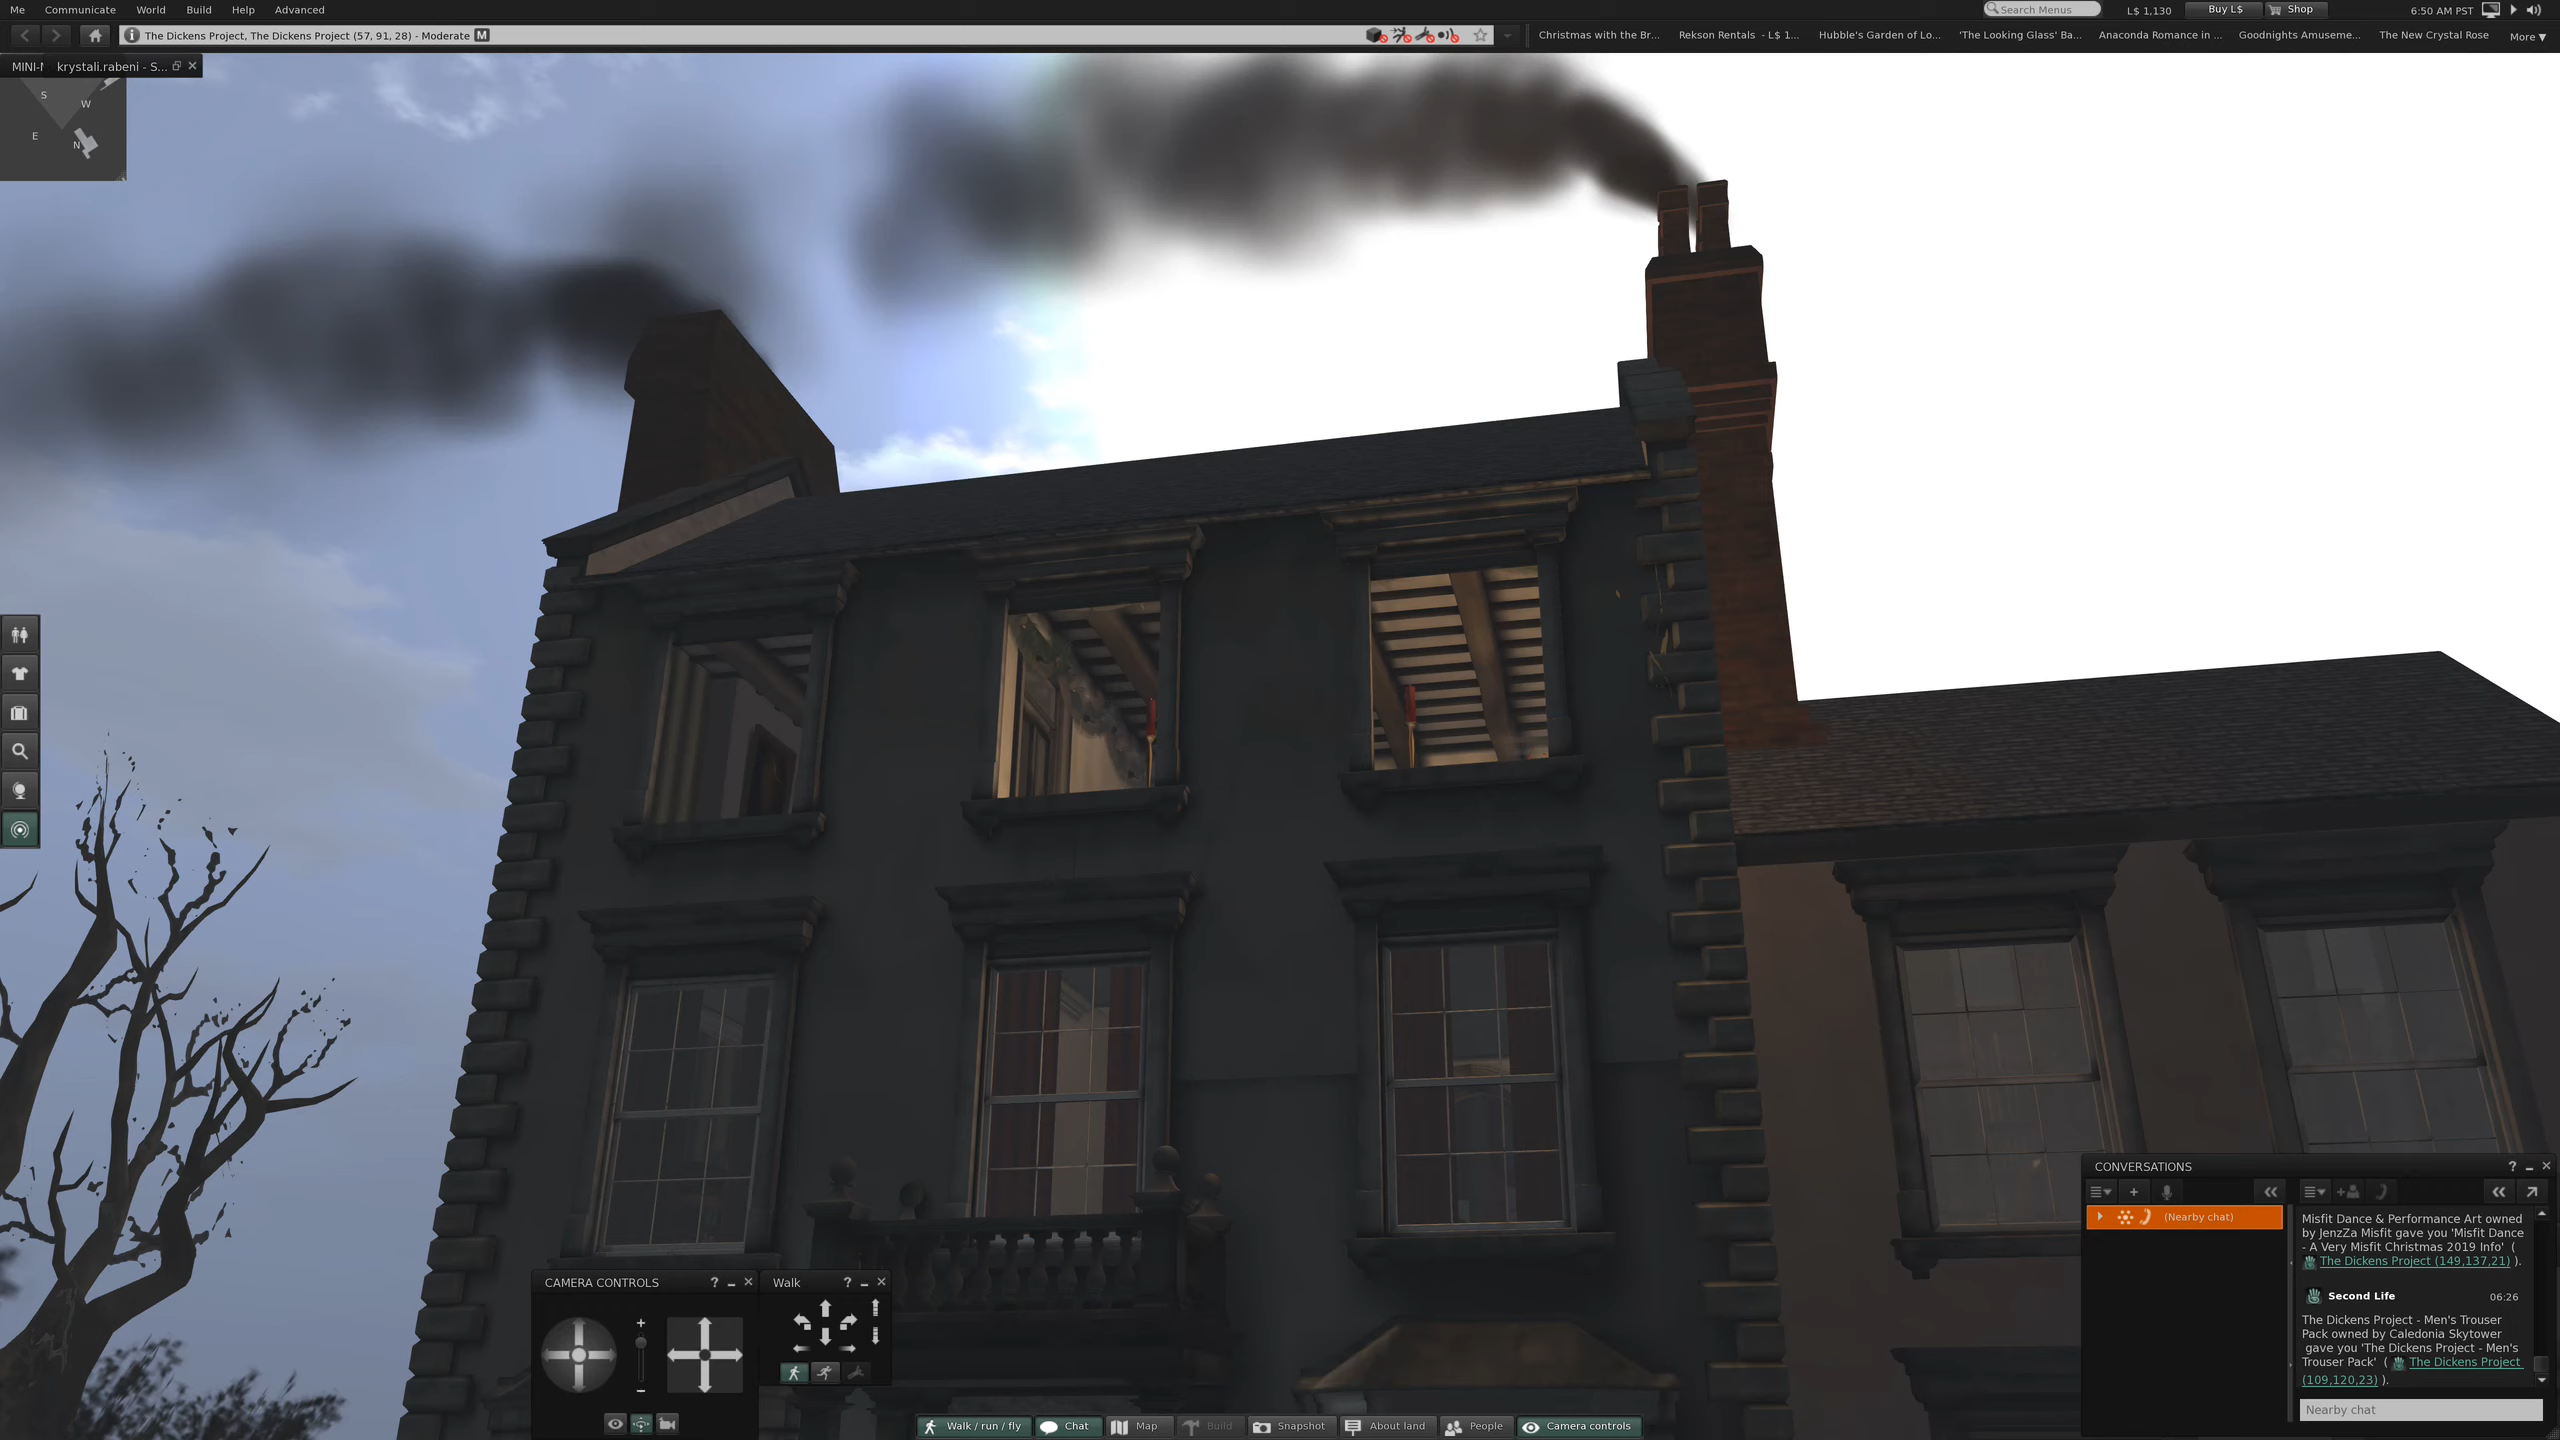 Me Communicate World Build Help Advanced
Search Menus L$ 1,130 Buy L$ Shop 6:50 AM PST
The Dickens Project, The Dickens Project (57, 91, 28) - Moderate M
Christmas with the Br... Rekson Rentals - L$ 1... Hubble's Garden of Lo... 'The Looking Glass' Ba... Anaconda Romance in ... Goodnights Amuseme... The New Crystal Rose More ▼
MINI-M krystali.rabeni - S...
S W
E
N
CONVERSATIONS
(Nearby chat)
Misfit Dance & Performance Art owned
by JenzZa Misfit gave you 'Misfit Dance
- A Very Misfit Christmas 2019 Info' (
The Dickens Project (149,137,21) ).
Second Life 06:26
The Dickens Project - Men's Trouser
Pack owned by Caledonia Skytower
gave you 'The Dickens Project - Men's
Trouser Pack' ( The Dickens Project
(109,120,23) ).
Nearby chat
CAMERA CONTROLS ?
Walk ?
Walk / run / fly Chat Map Build Snapshot About land People Camera controls